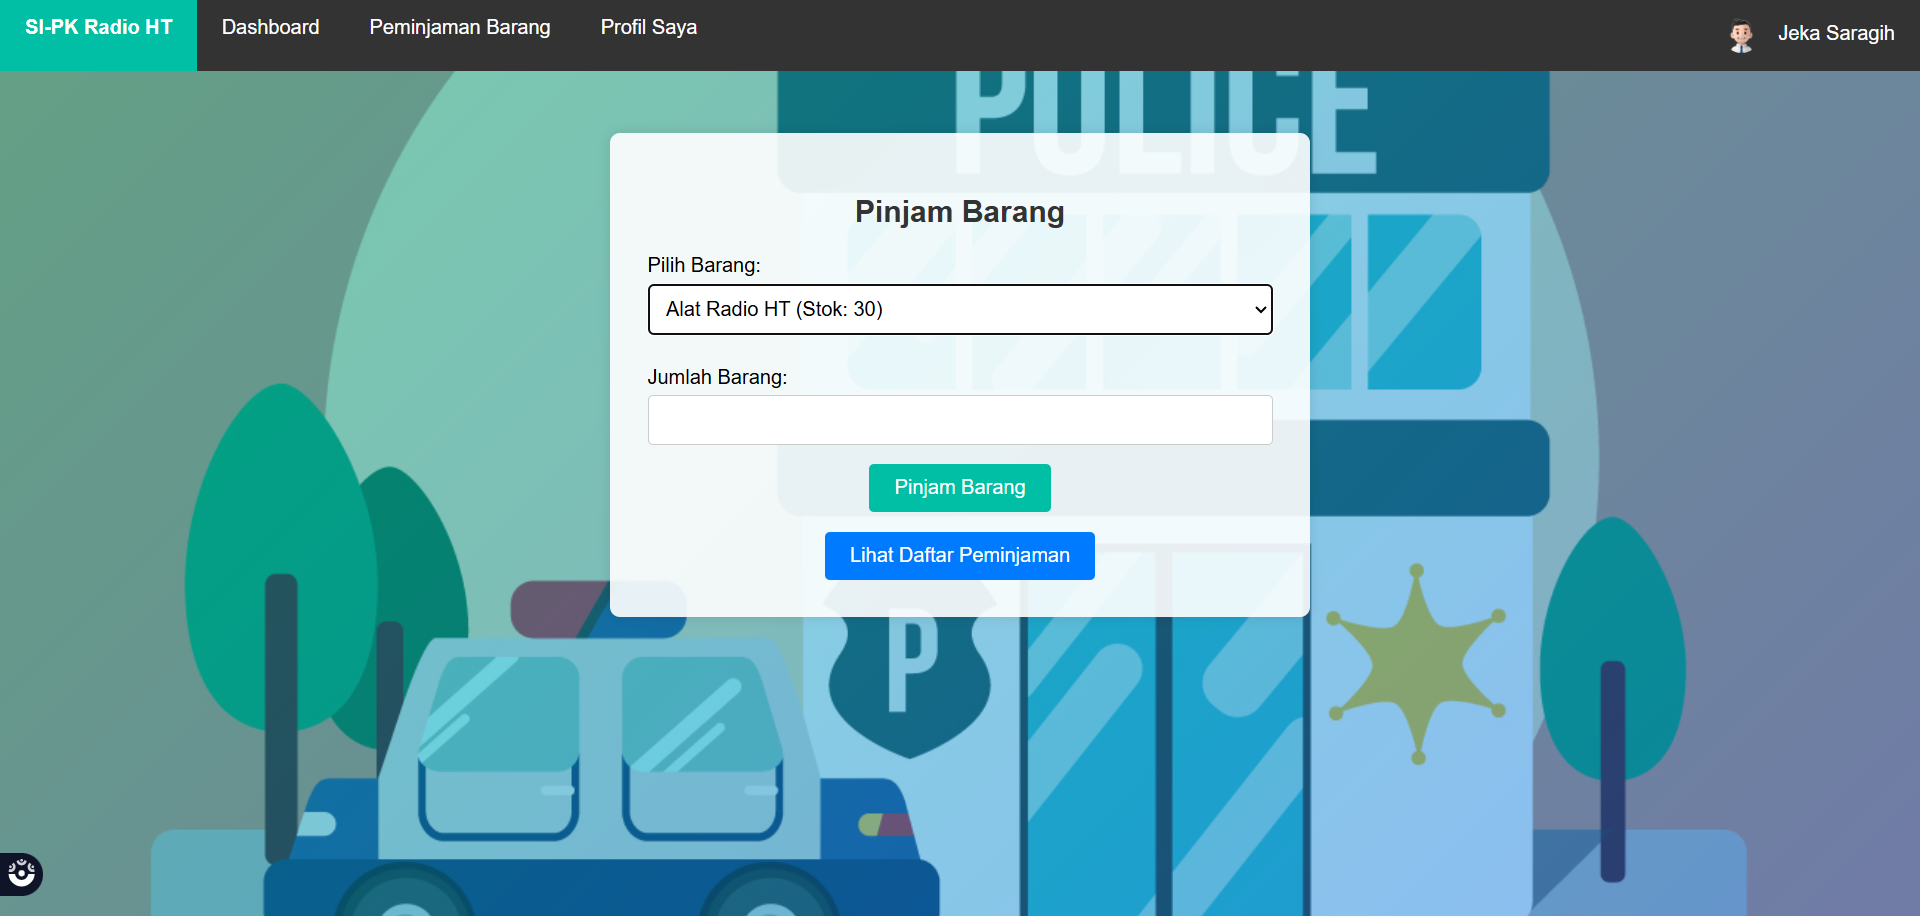 SI-PK Radio HT Dashboard Peminjaman Barang Profil Saya Jeka Saragih
POLICE
Pinjam Barang
Pilih Barang:
Alat Radio HT (Stok: 30)
Jumlah Barang:
Pinjam Barang
Lihat Daftar Peminjaman
P